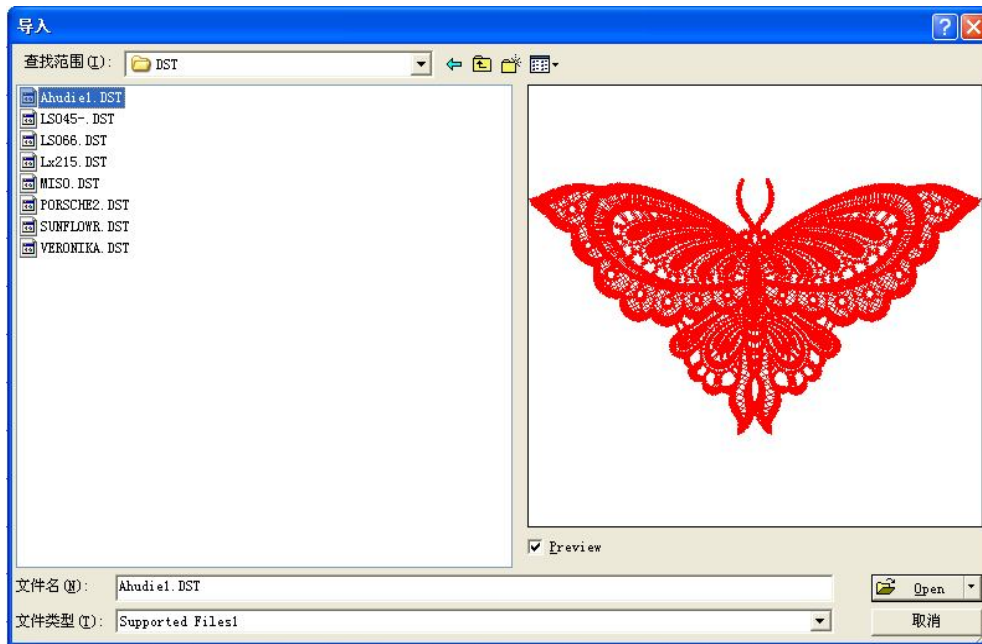 导入
查找范围(I): DST
Ahudie1.DST
LS045-.DST
LS066.DST
Lx215.DST
MISO.DST
PORSCHE2.DST
SUNFLOWR.DST
VERONIKA.DST
Preview
文件名(N): Ahudie1.DST
Open
文件类型(T): Supported Files1
取消